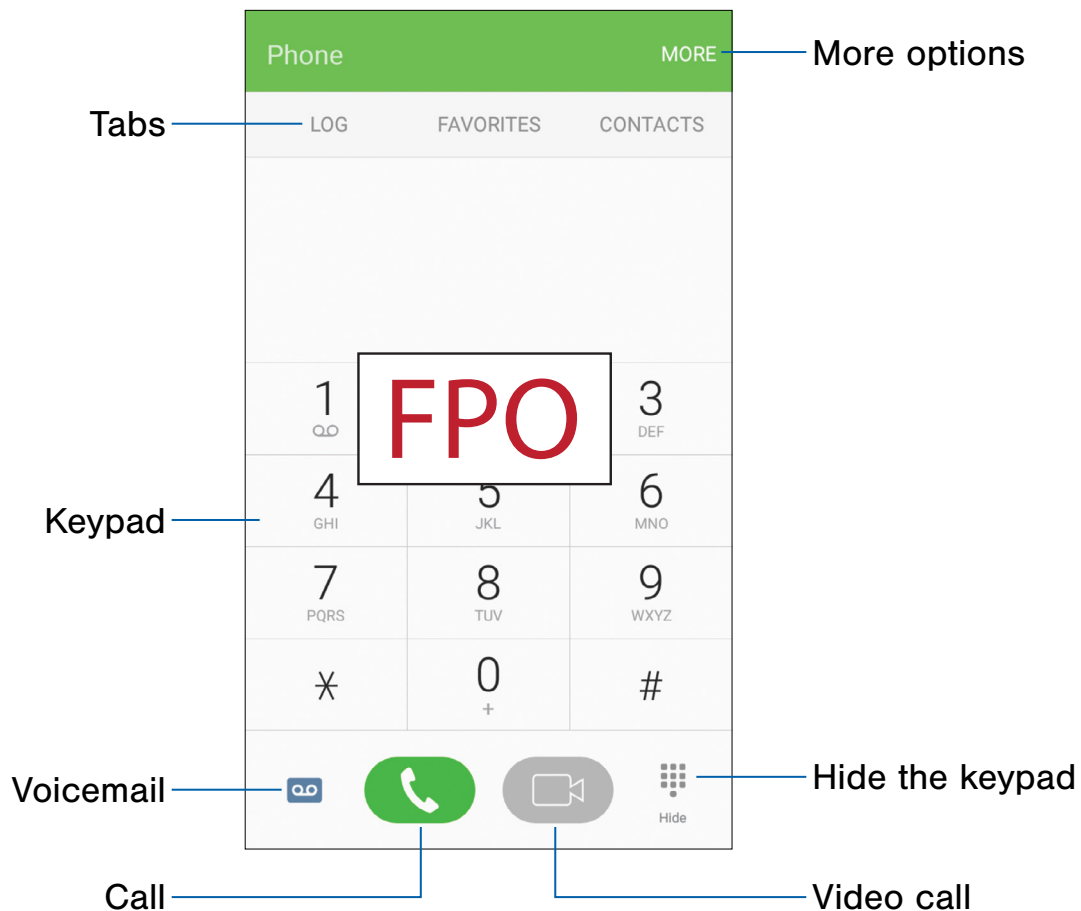 Phone MORE
More options
Tabs
LOG FAVORITES CONTACTS
FPO
1 3
DEF
4 5 6
GHI JKL MNO
Keypad
7 8 9
PQRS TUV WXYZ
* 0 #
+
Voicemail
Hide the keypad
Hide
Call
Video call